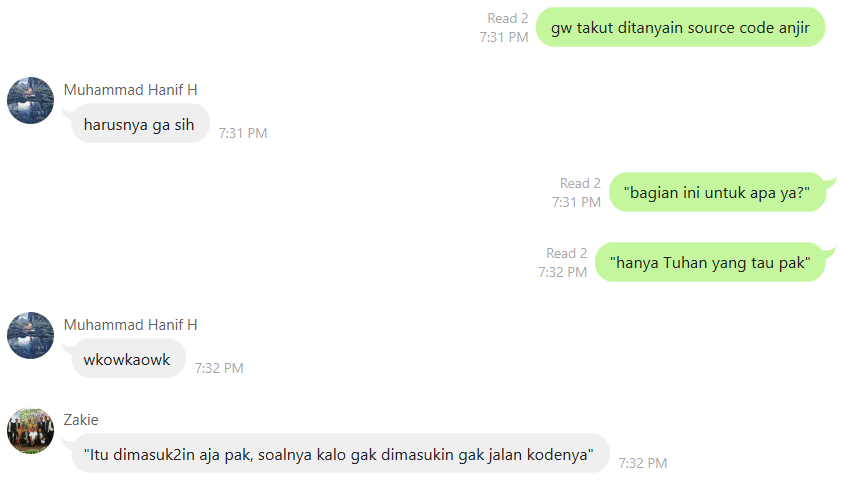 Read 2
7:31 PM
gw takut ditanyain source code anjir
Muhammad Hanif H
harusnya ga sih
7:31 PM
Read 2
7:31 PM
"bagian ini untuk apa ya?"
Read 2
7:32 PM
"hanya Tuhan yang tau pak"
Muhammad Hanif H
wkowkaowk
7:32 PM
Zakie
"Itu dimasuk2in aja pak, soalnya kalo gak dimasukin gak jalan kodenya"
7:32 PM